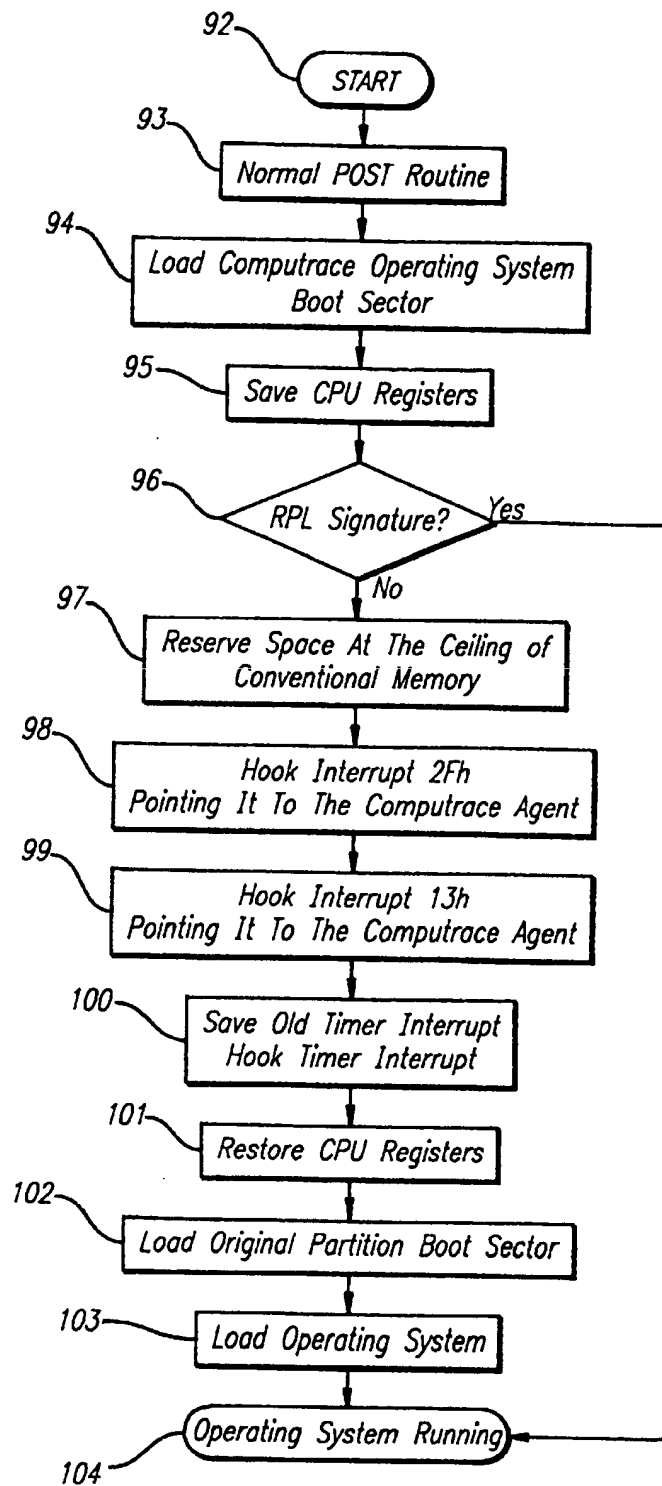 92
START
93
Normal POST Routine
94
Load Computrace Operating System
Boot Sector
95
Save CPU Registers
96
RPL Signature?
Yes
No
97
Reserve Space At The Ceiling of
Conventional Memory
98
Hook Interrupt 2Fh
Pointing It To The Computrace Agent
99
Hook Interrupt 13h
Pointing It To The Computrace Agent
100
Save Old Timer Interrupt
Hook Timer Interrupt
101
Restore CPU Registers
102
Load Original Partition Boot Sector
103
Load Operating System
Operating System Running
104